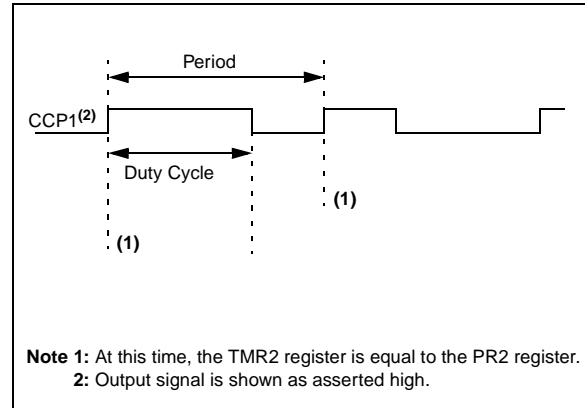 Period
CCP1(2)
Duty Cycle
(1)
(1)
Note 1: At this time, the TMR2 register is equal to the PR2 register.
2: Output signal is shown as asserted high.